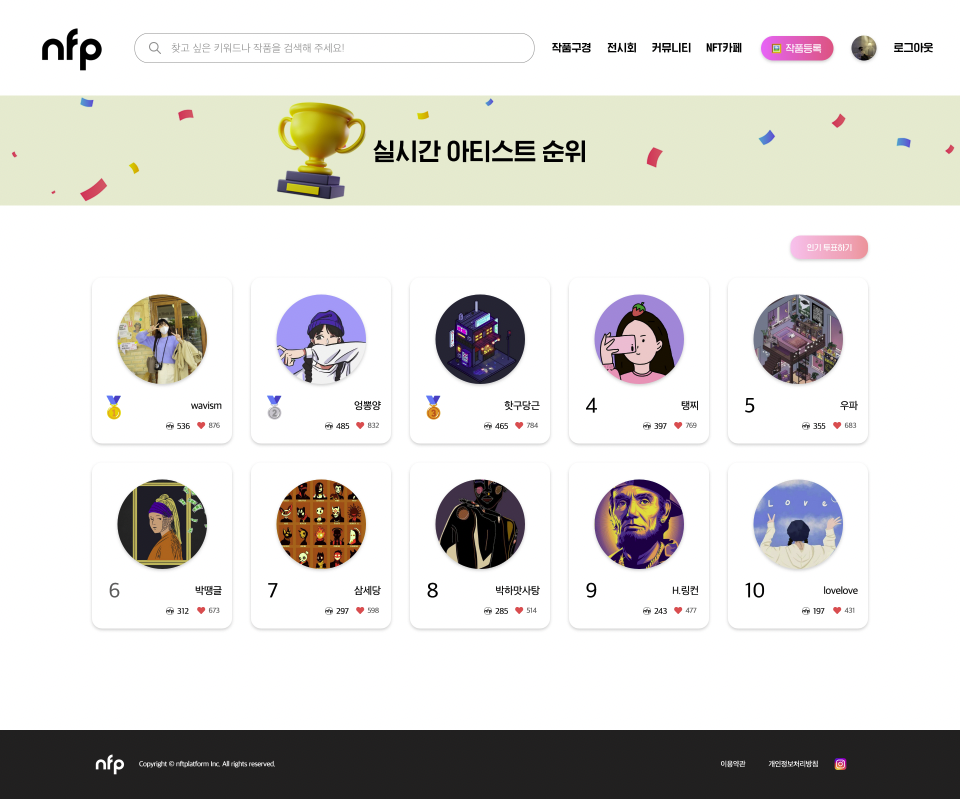 nfp
찾고 싶은 키워드나 작품을 검색해 주세요!
작품구경 전시회 커뮤니티 NFT카페 작품등록 로그아웃
실시간 아티스트 순위
인기 투표하기
1 wavism
536 876
2 엉뽕양
485 832
3 핫구당근
465 784
4 탱찌
397 769
5 우파
355 683
6 박땡글
312 673
7 삼세당
297 598
8 박하맛사탕
285 514
Love
9 H.링컨
243 477
10 lovelove
197 431
nfp Copyright © nftplatform Inc. All rights reserved. 이용약관 개인정보처리방침